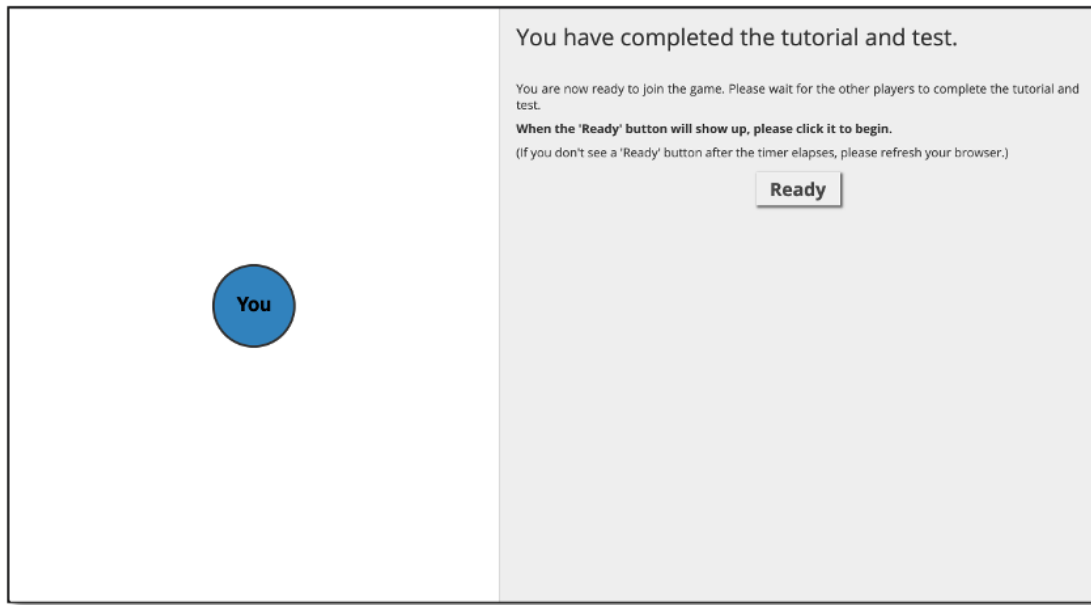 You have completed the tutorial and test.
You are now ready to join the game. Please wait for the other players to complete the tutorial and
test.
When the 'Ready' button will show up, please click it to begin.
(If you don't see a 'Ready' button after the timer elapses, please refresh your browser.)
Ready
You